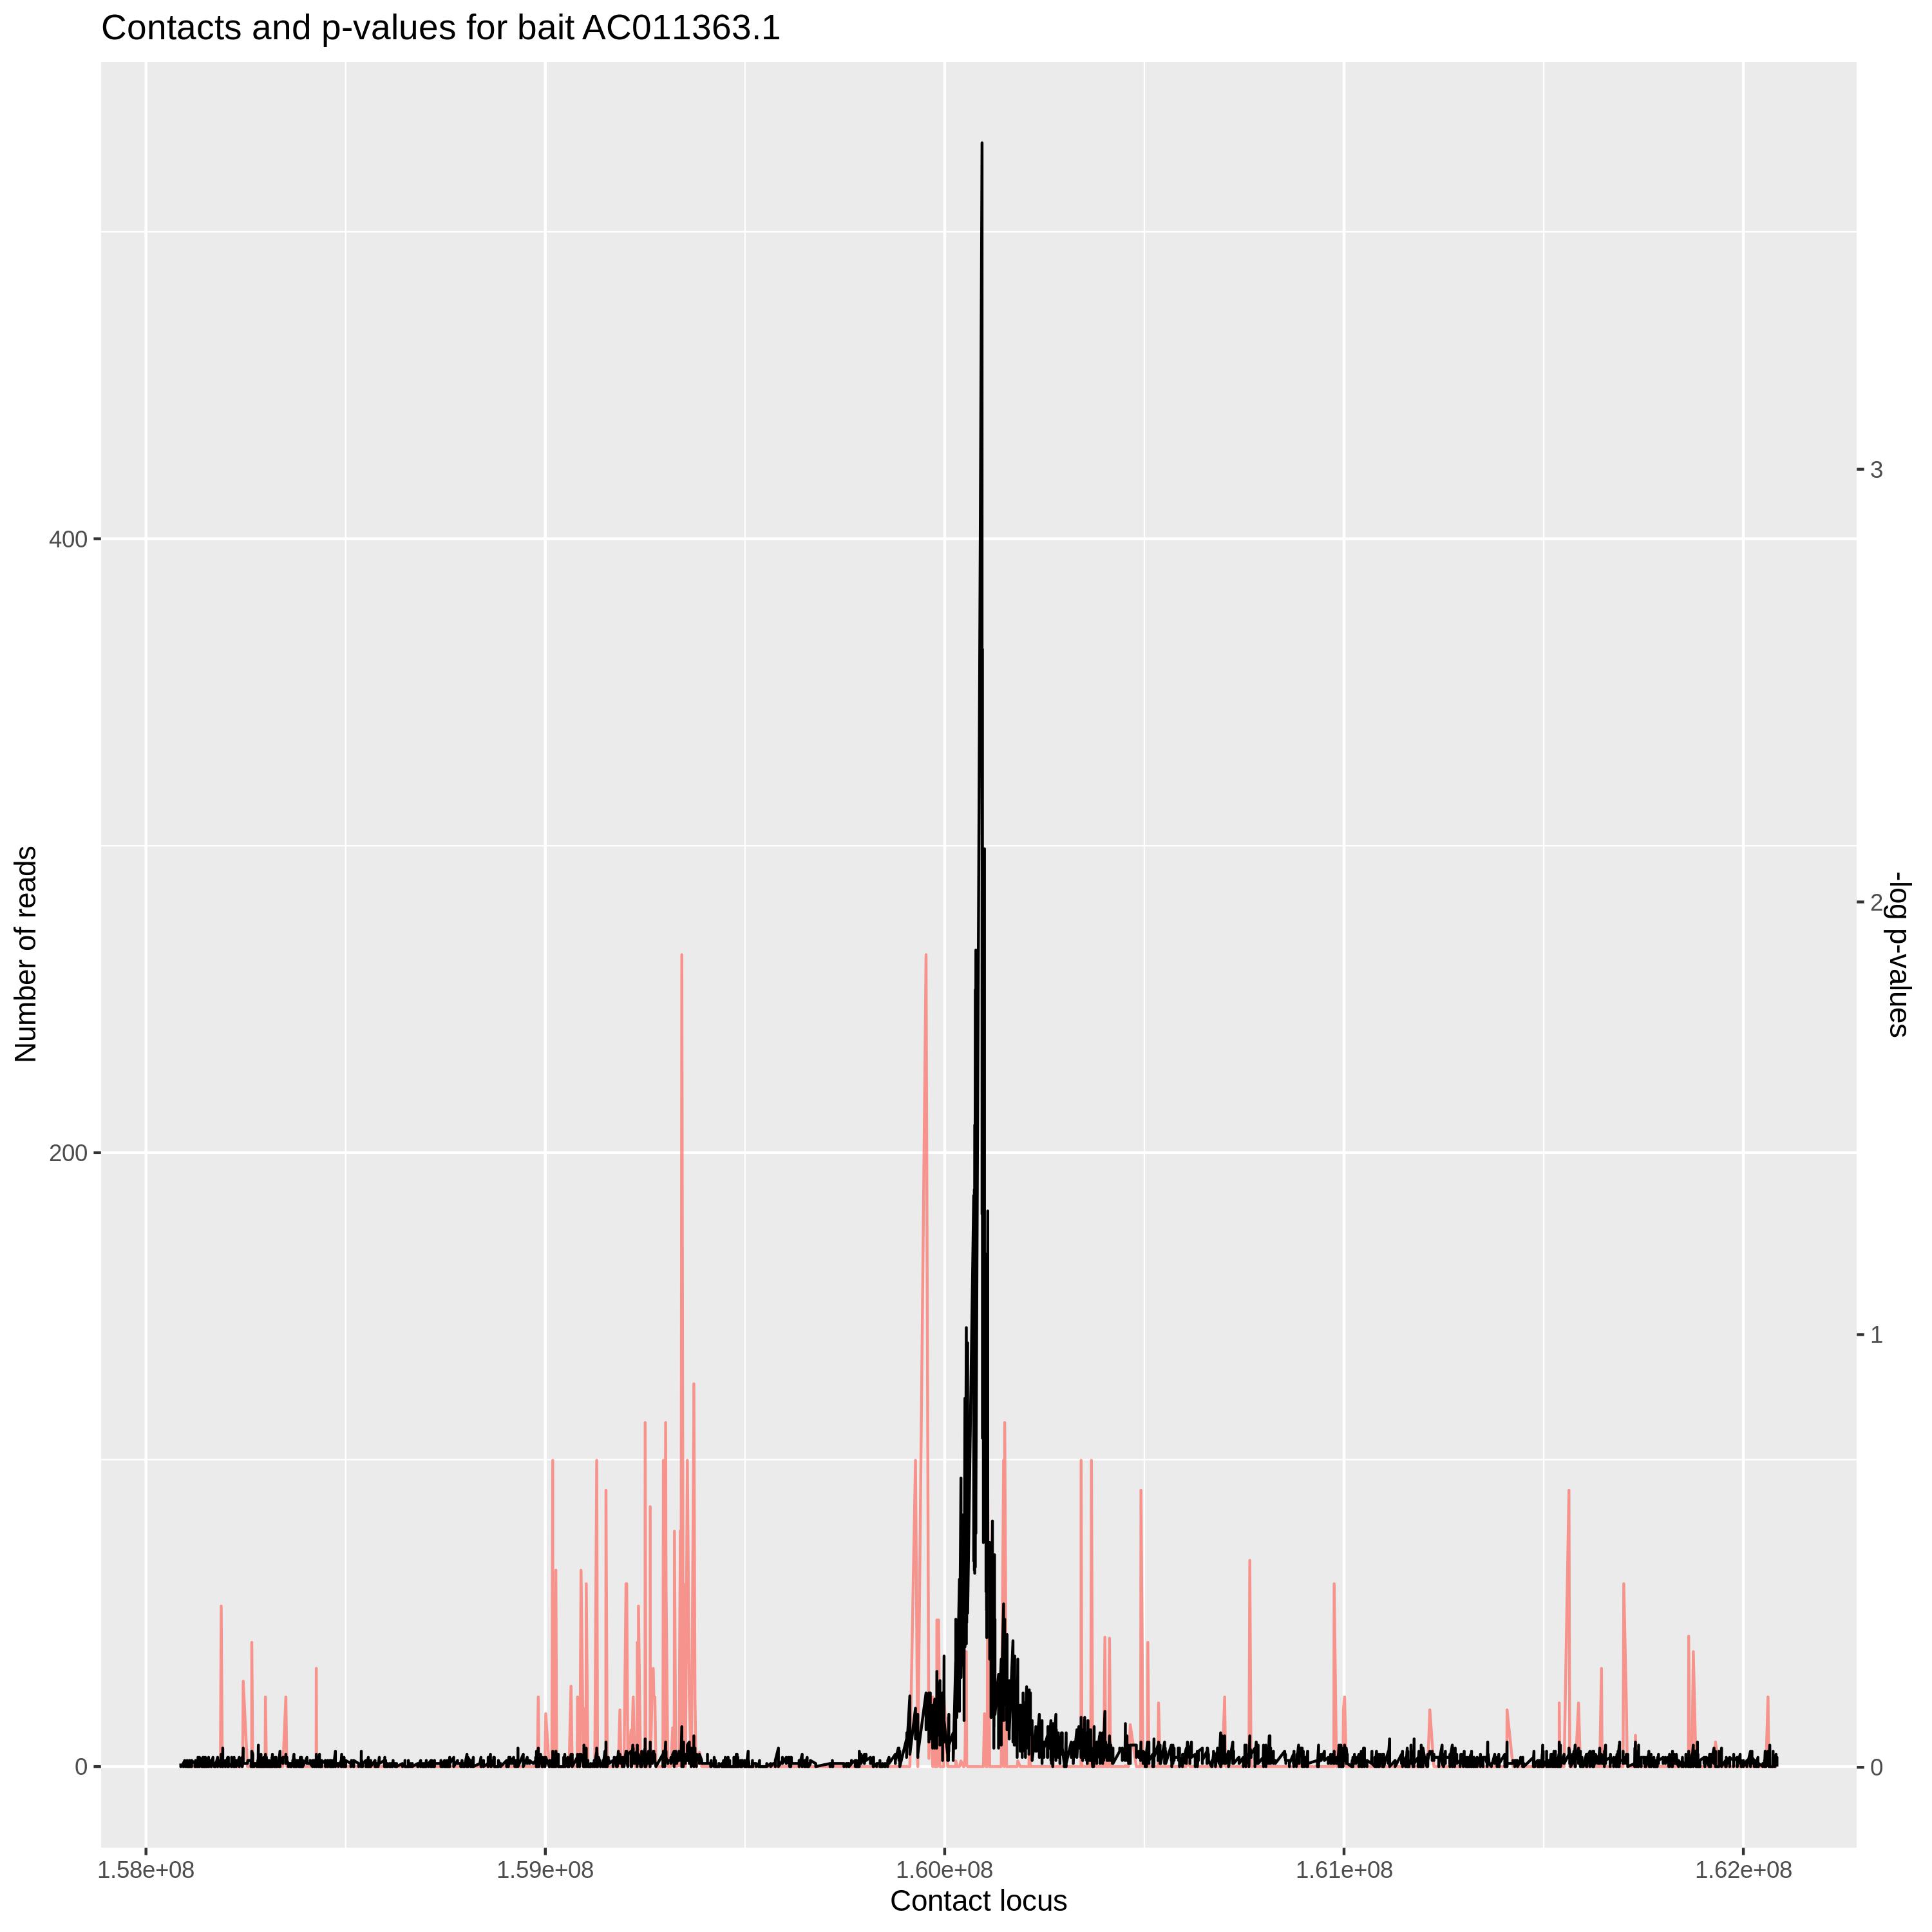 Contacts and p-values for bait AC011363.1
Number of reads
400
200
0
3
2
1
0
-log p-values
1.58e+08 1.59e+08 1.60e+08 1.61e+08 1.62e+08
Contact locus